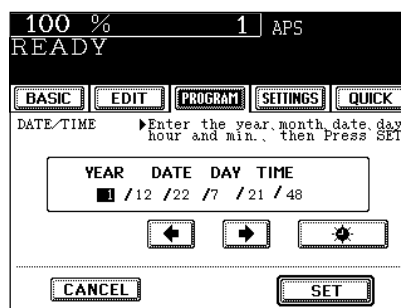 100 % 1 APS
READY
BASIC EDIT PROGRAM SETTINGS QUICK
DATE/TIME ▶Enter the year, month, date, day
hour and min., then Press SET
YEAR DATE DAY TIME
1 /12 /22 /7 /21 /48
CANCEL SET